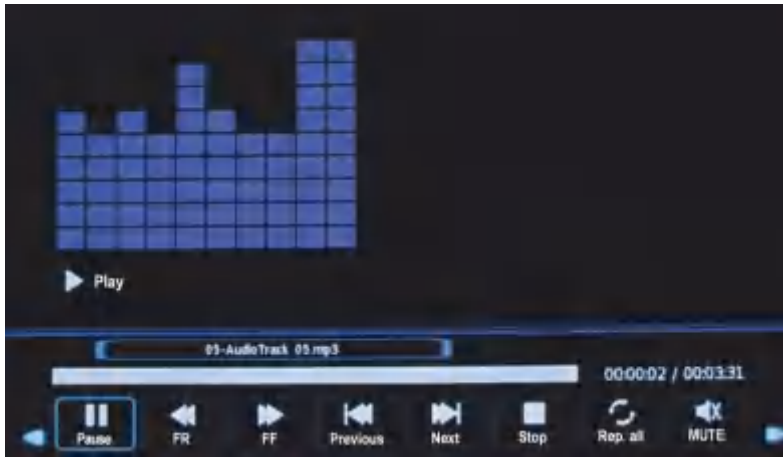 Play
05-AudioTrack 05.mp3
00:00:02 / 00:03:31
Pause FR FF Previous Next Stop Rep. all MUTE